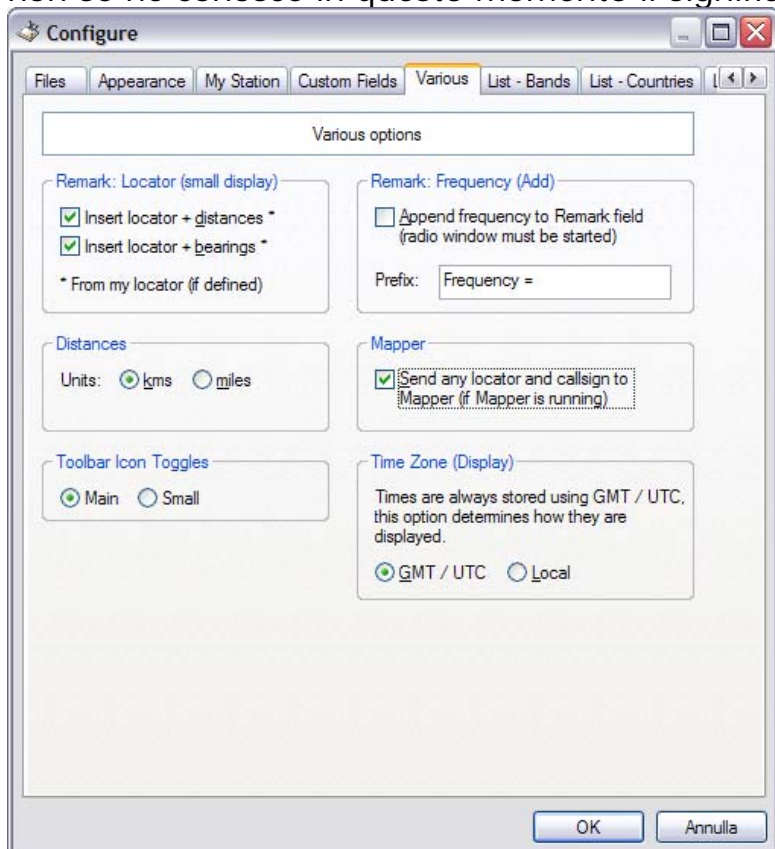 Configure
Files Appearance My Station Custom Fields Various List - Bands List - Countries
Various options
Remark: Locator (small display)
Insert locator + distances *
Insert locator + bearings *
* From my locator (if defined)
Remark: Frequency (Add)
Append frequency to Remark field
(radio window must be started)
Prefix: Frequency =
Distances
Units: kms miles
Mapper
Send any locator and callsign to
Mapper (if Mapper is running)
Toolbar Icon Toggles
Main Small
Time Zone (Display)
Times are always stored using GMT / UTC,
this option determines how they are
displayed.
GMT / UTC Local
OK Annulla